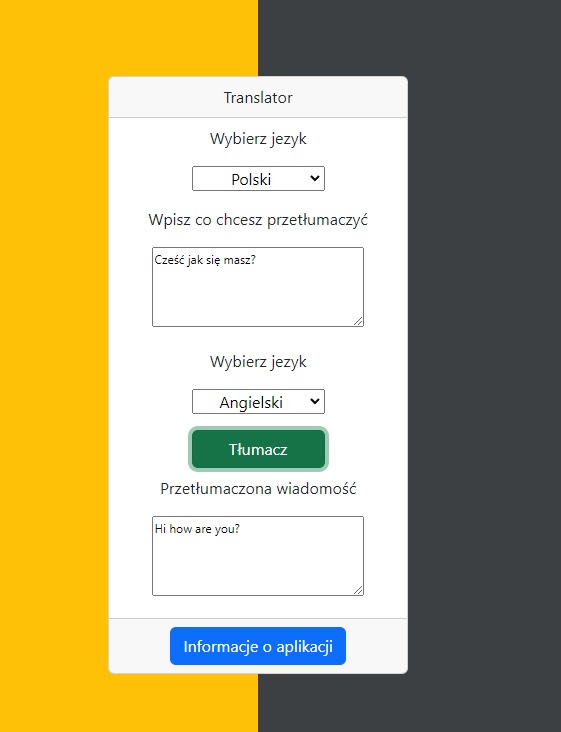 Translator
Wybierz jezyk
Polski
Wpisz co chcesz przetłumaczyć
Cześć jak się masz?
Wybierz jezyk
Angielski
Tłumacz
Przetłumaczona wiadomość
Hi how are you?
Informacje o aplikacji